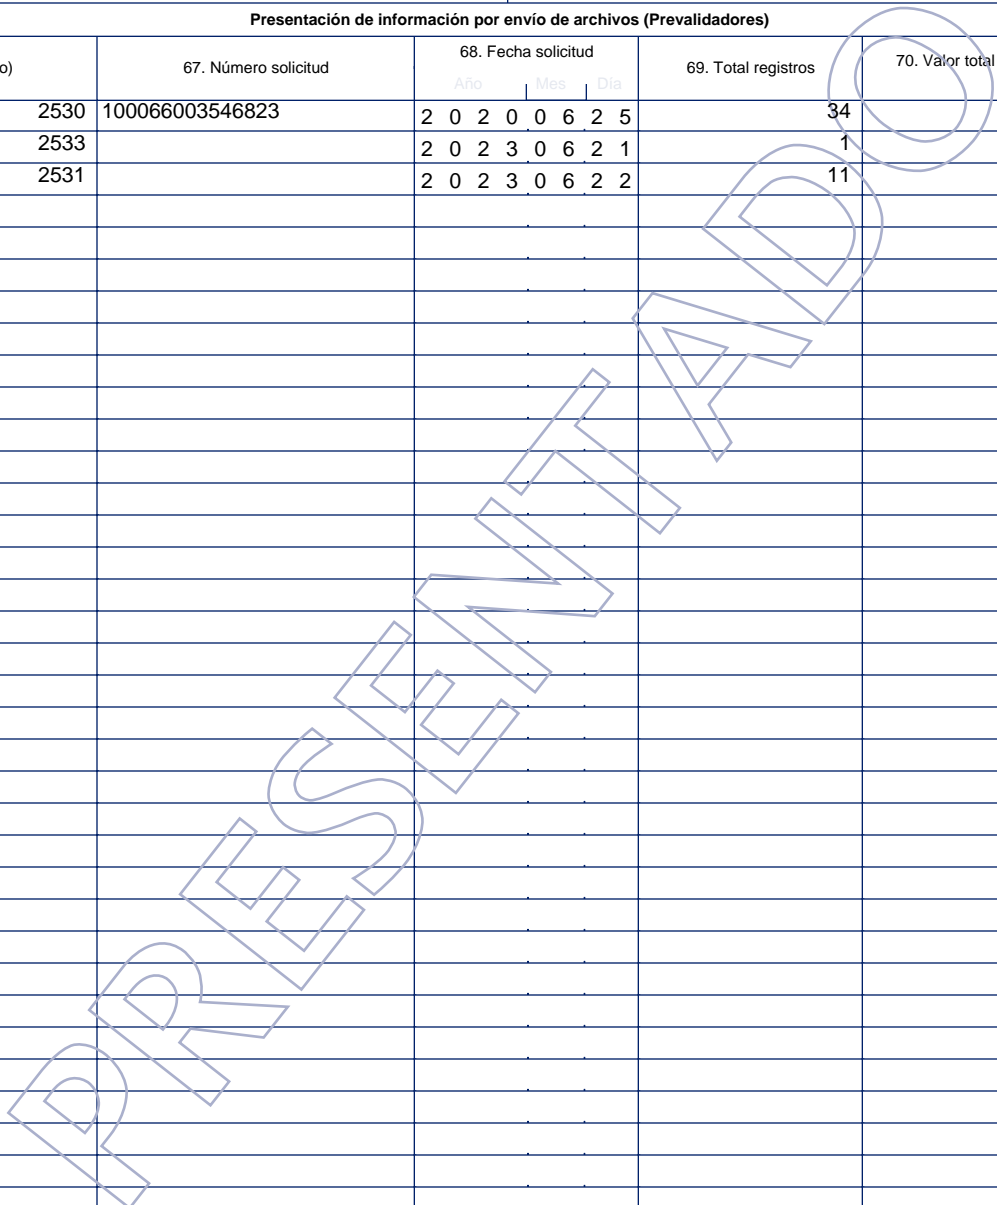 Presentación de información por envío de archivos (Prevalidadores)
o) 67. Número solicitud 68. Fecha solicitud 69. Total registros 70. Valor total
Año Mes Día
2530 100066003546823 2 0 2 0 0 6 2 5 34
2533 2 0 2 3 0 6 2 1 1
2531 2 0 2 3 0 6 2 2 11
PRESENTADO